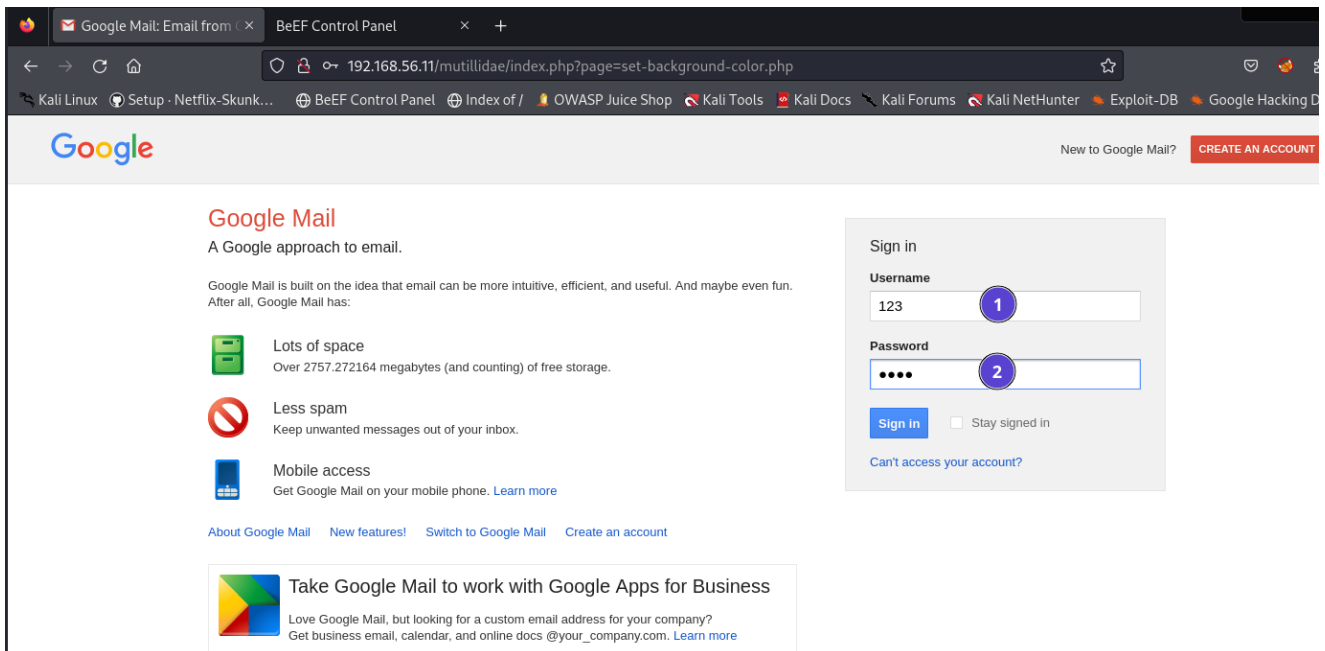 Google Mail: Email from G
BeEF Control Panel
192.168.56.11/mutillidae/index.php?page=set-background-color.php
Kali Linux
Setup · Netflix-Skunk...
BeEF Control Panel
Index of /
OWASP Juice Shop
Kali Tools
Kali Docs
Kali Forums
Kali NetHunter
Exploit-DB
Google Hacking D
Google
New to Google Mail?
CREATE AN ACCOUNT
Google Mail
A Google approach to email.
Google Mail is built on the idea that email can be more intuitive, efficient, and useful. And maybe even fun.
After all, Google Mail has:
Lots of space
Over 2757.272164 megabytes (and counting) of free storage.
Less spam
Keep unwanted messages out of your inbox.
Mobile access
Get Google Mail on your mobile phone. Learn more
About Google Mail
New features!
Switch to Google Mail
Create an account
Take Google Mail to work with Google Apps for Business
Love Google Mail, but looking for a custom email address for your company?
Get business email, calendar, and online docs @your_company.com. Learn more
Sign in
Username
123
1
Password
••••
2
Sign in
Stay signed in
Can't access your account?